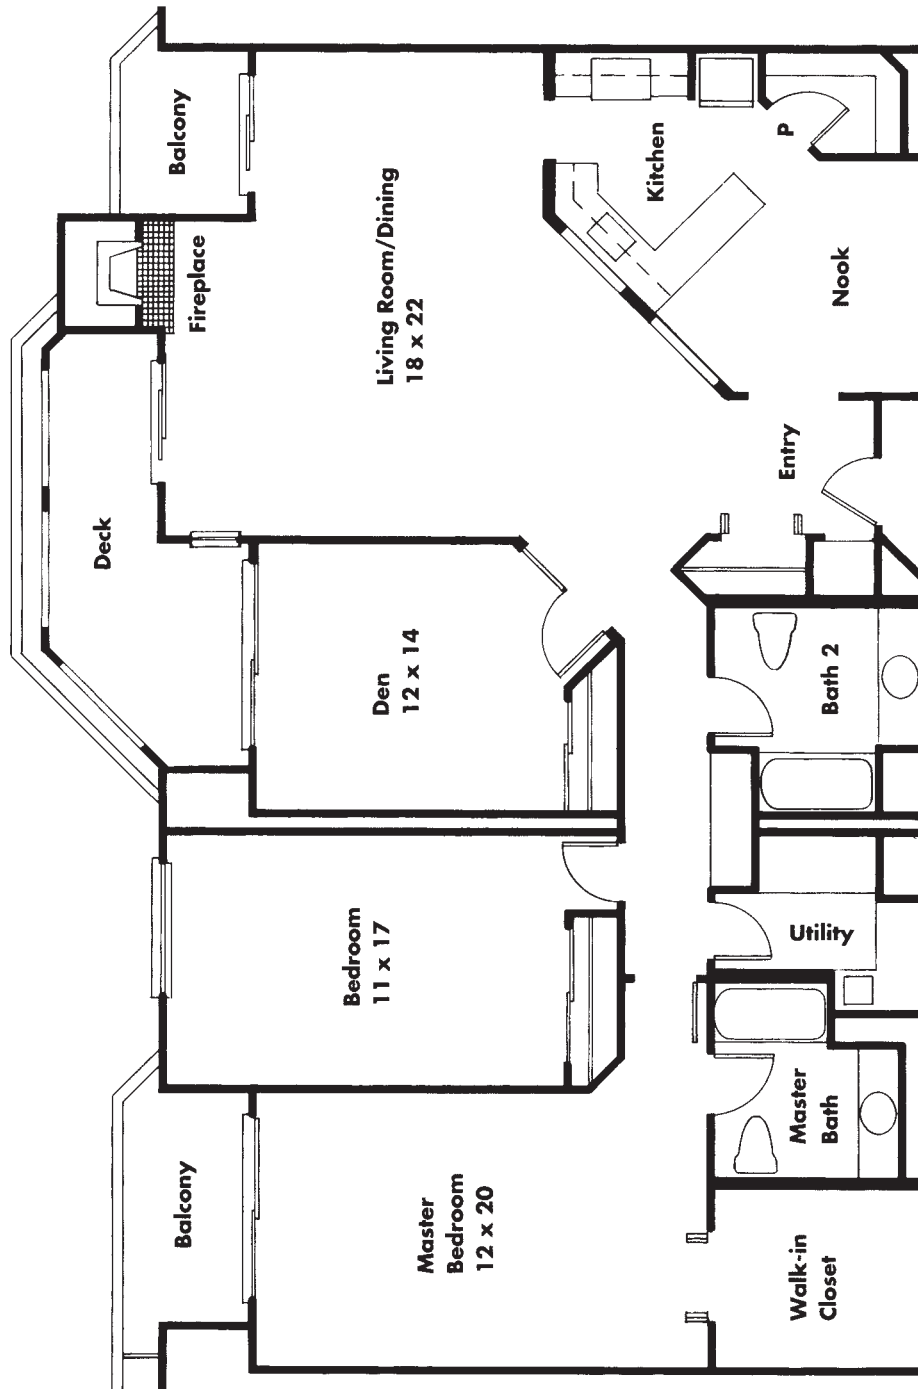 Balcony
Deck
Fireplace
Balcony
Master
Bedroom
12 x 20
Bedroom
11 x 17
Den
12 x 14
Living Room/Dining
18 x 22
Kitchen
P
Walk-in
Closet
Master
Bath
Utility
Bath 2
Entry
Nook